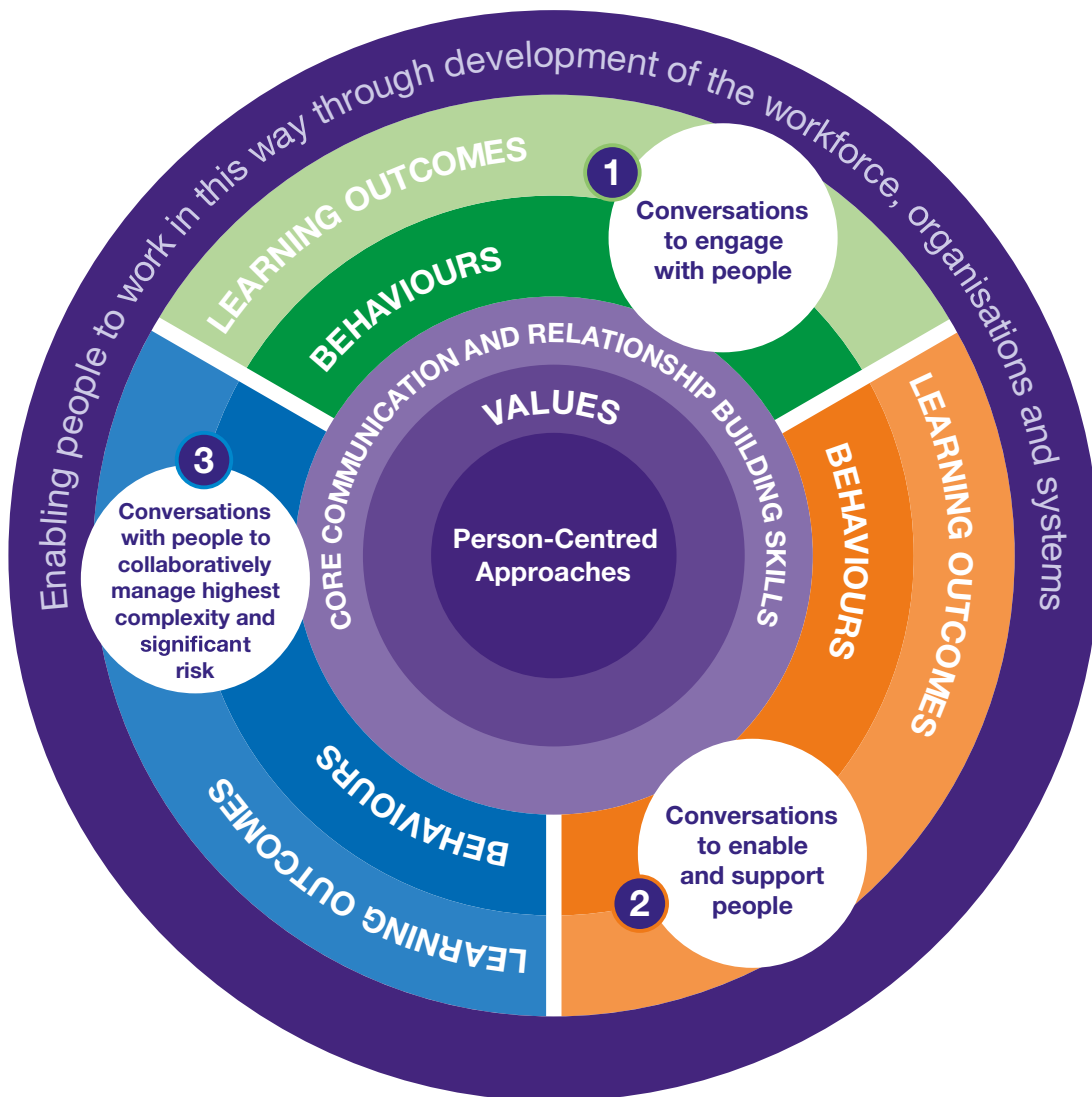 Enabling people to work in this way through development of the workforce, organisations and systems
LEARNING OUTCOMES
BEHAVIOURS
1
Conversations
to engage
with people
LEARNING OUTCOMES
BEHAVIOURS
2
Conversations
to enable
and support
people
LEARNING OUTCOMES
BEHAVIOURS
3
Conversations
with people to
collaboratively
manage highest
complexity and
significant
risk
CORE COMMUNICATION AND RELATIONSHIP BUILDING SKILLS
VALUES
Person-Centred
Approaches